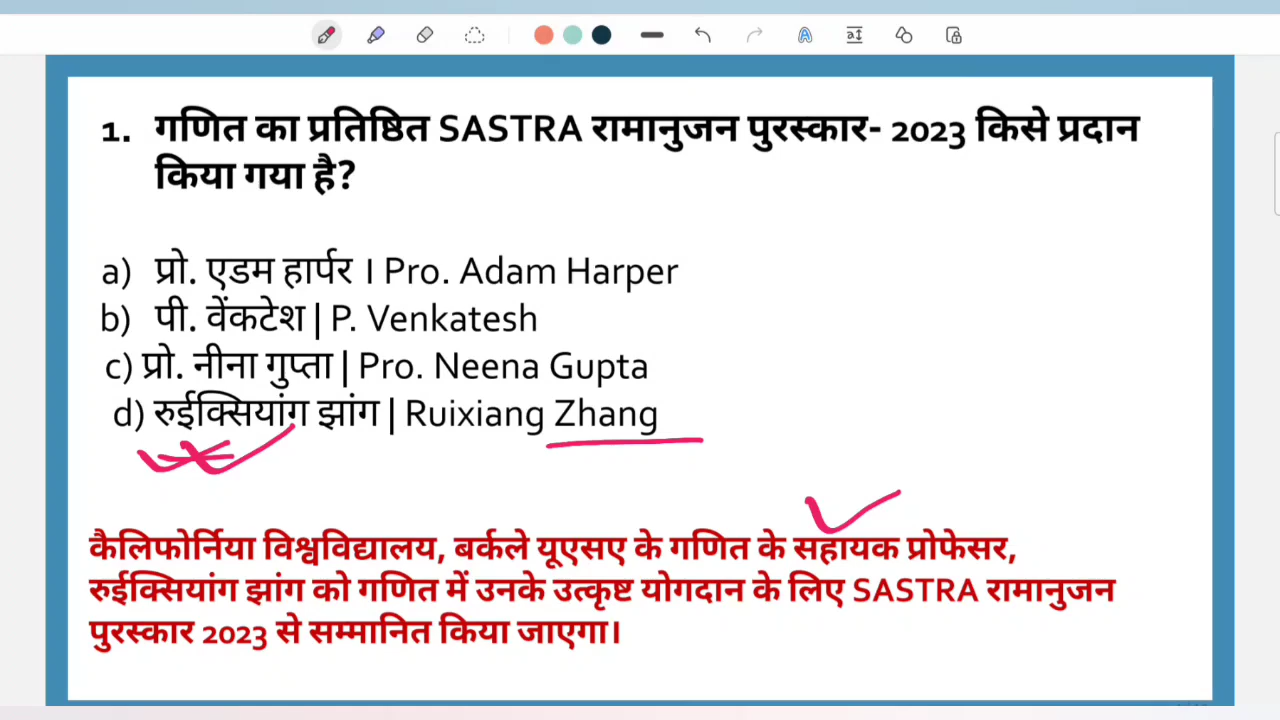 1. गणित का प्रतिष्ठित SASTRA रामानुजन पुरस्कार- 2023 किसे प्रदान
किया गया है?
a) प्रो. एडम हार्पर । Pro. Adam Harper
b) पी. वेंकटेश | P. Venkatesh
c) प्रो. नीना गुप्ता | Pro. Neena Gupta
d) रुईक्सियांग झांग | Ruixiang Zhang
कैलिफोर्निया विश्वविद्यालय, बर्कले यूएसए के गणित के सहायक प्रोफेसर,
रुईक्सियांग झांग को गणित में उनके उत्कृष्ट योगदान के लिए SASTRA रामानुजन
पुरस्कार 2023 से सम्मानित किया जाएगा।